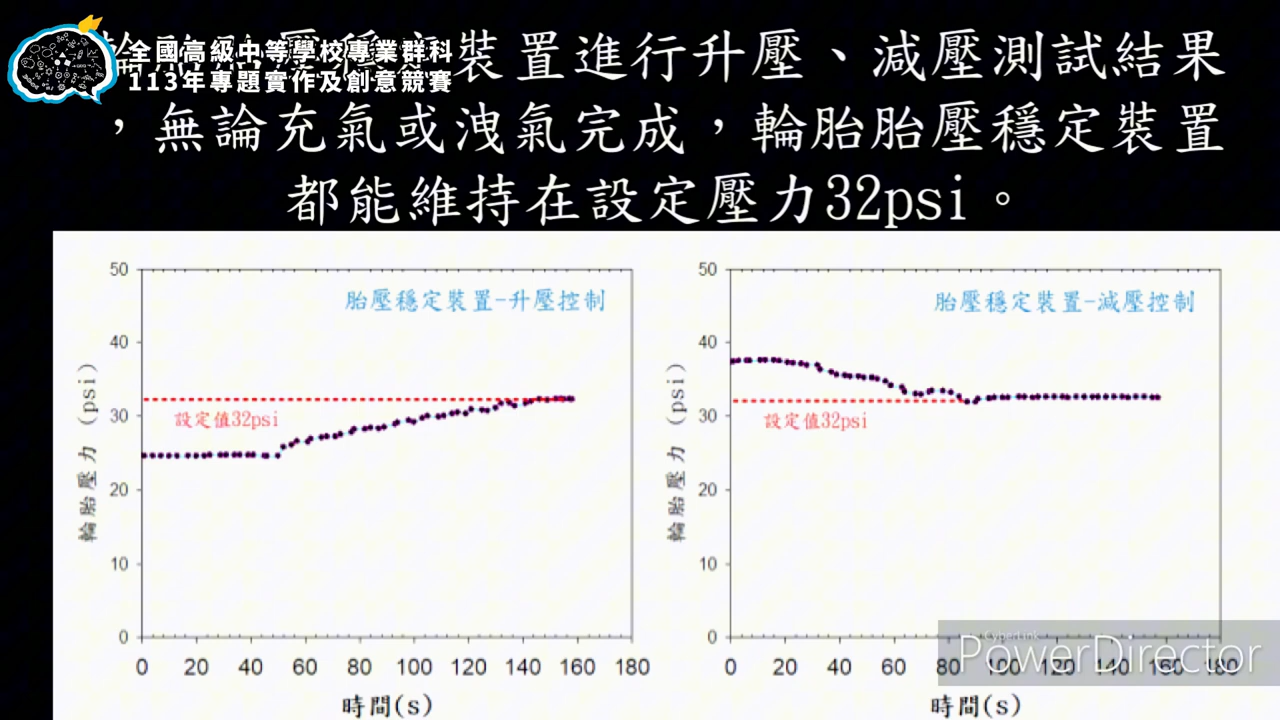 全國高級中等學校專業群科
113年專題實作及創意競賽
裝置進行升壓、減壓測試結果
，無論充氣或洩氣完成，輪胎胎壓穩定裝置
都能維持在設定壓力32psi。
胎壓穩定裝置-升壓控制
設定值32psi
輪胎壓力 (psi)
50
40
30
20
10
0
0 20 40 60 80 100 120 140 160 180
時間(s)
胎壓穩定裝置-減壓控制
設定值32psi
輪胎壓力 (psi)
50
40
30
20
10
0
0 20 40 60 80 100 120 140 160 180
時間(s)
CyberLink
PowerDirector